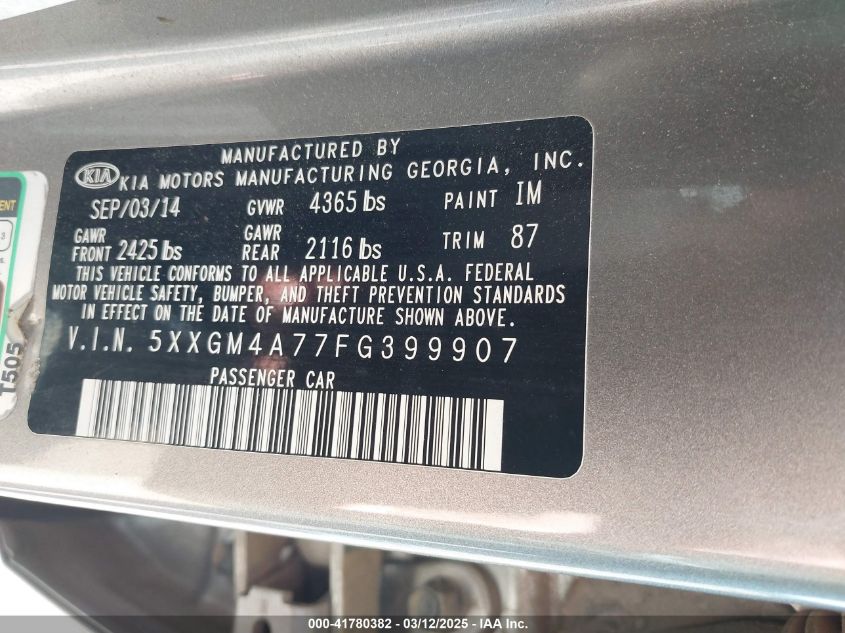 MANUFACTURED BY
KIA KIA MOTORS MANUFACTURING GEORGIA, INC.
SEP/03/14 GVWR 4365 lbs PAINT IM
GAWR FRONT 2425 lbs GAWR REAR 2116 lbs TRIM 87
THIS VEHICLE CONFORMS TO ALL APPLICABLE U.S.A. FEDERAL
MOTOR VEHICLE SAFETY, BUMPER, AND THEFT PREVENTION STANDARDS
IN EFFECT ON THE DATE OF MANUFACTURE SHOWN ABOVE.
V.I.N. 5XXGM4A77FG399907
PASSENGER CAR
T505
000-41780382 - 03/12/2025 - IAA Inc.